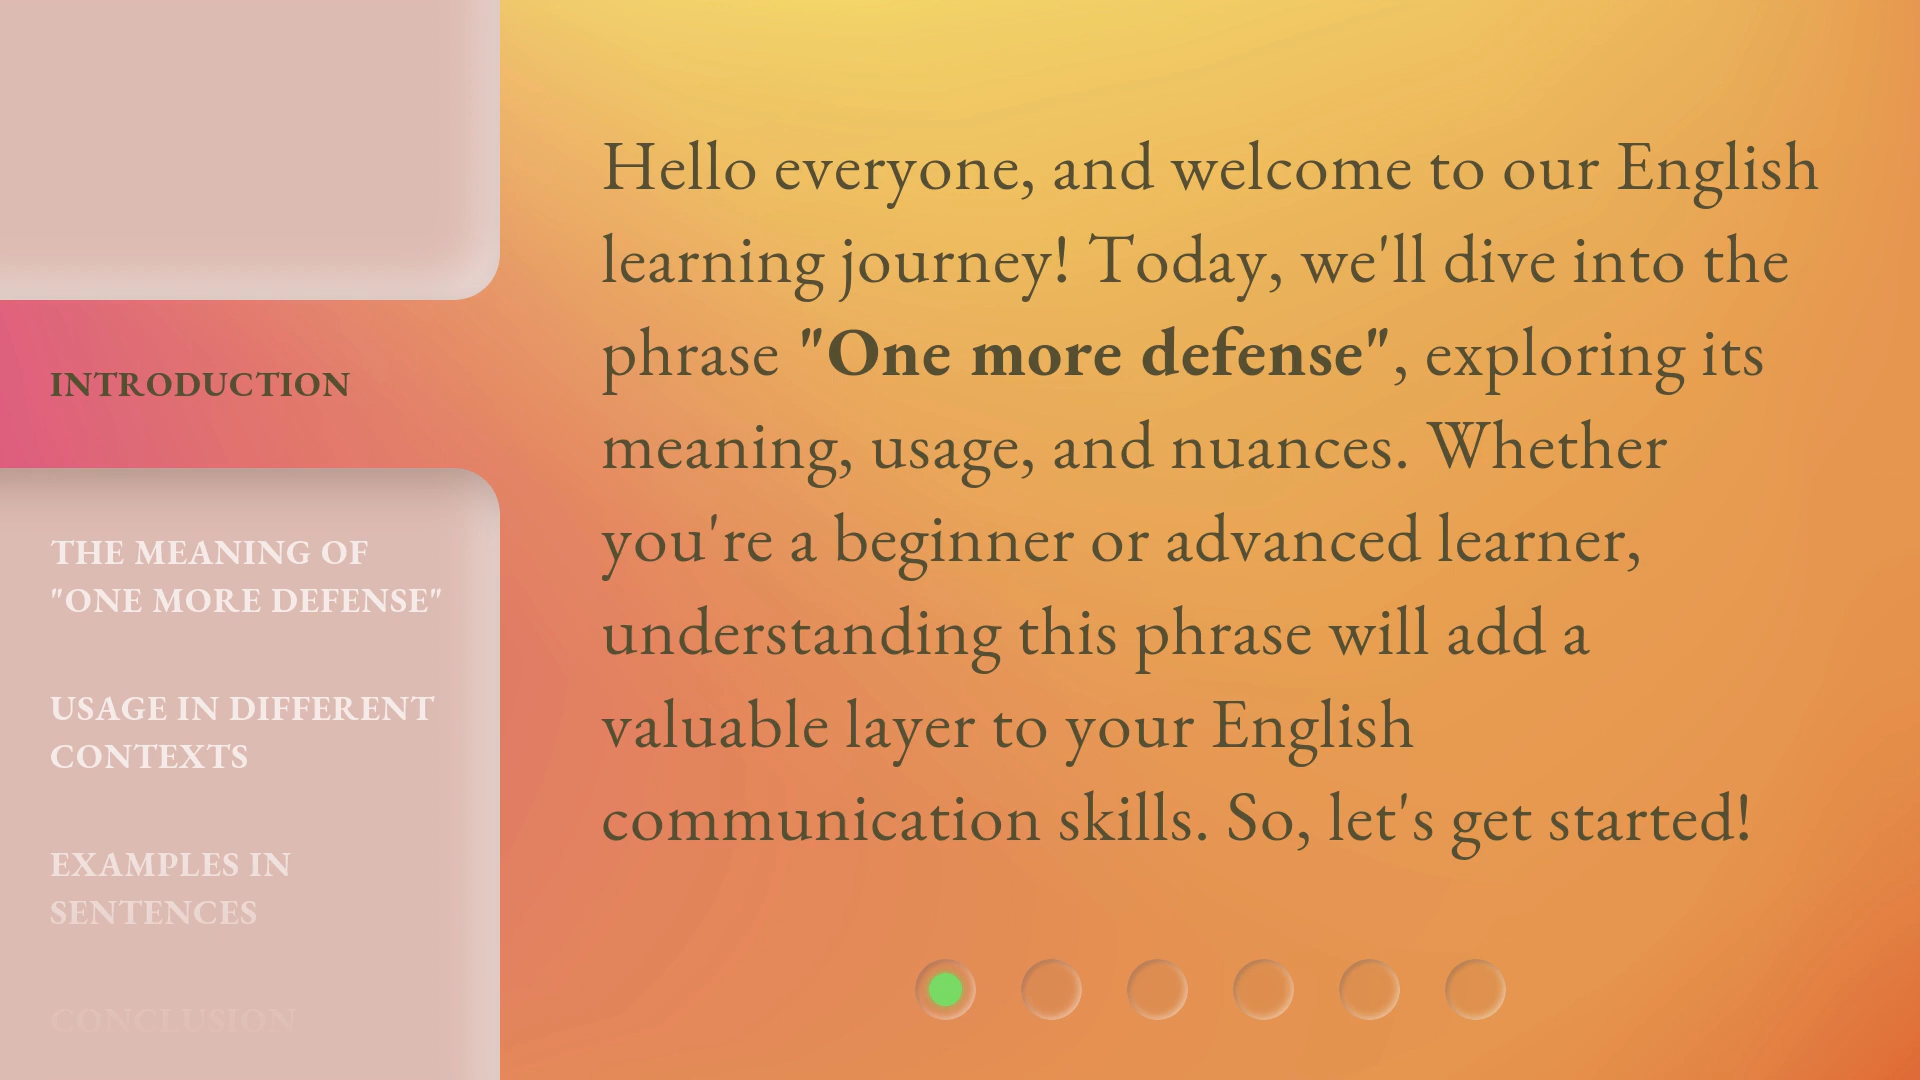 INTRODUCTION
THE MEANING OF
"ONE MORE DEFENSE"
USAGE IN DIFFERENT
CONTEXTS
EXAMPLES IN
SENTENCES
CONCLUSION
Hello everyone, and welcome to our English
learning journey! Today, we'll dive into the
phrase "One more defense", exploring its
meaning, usage, and nuances. Whether
you're a beginner or advanced learner,
understanding this phrase will add a
valuable layer to your English
communication skills. So, let's get started!